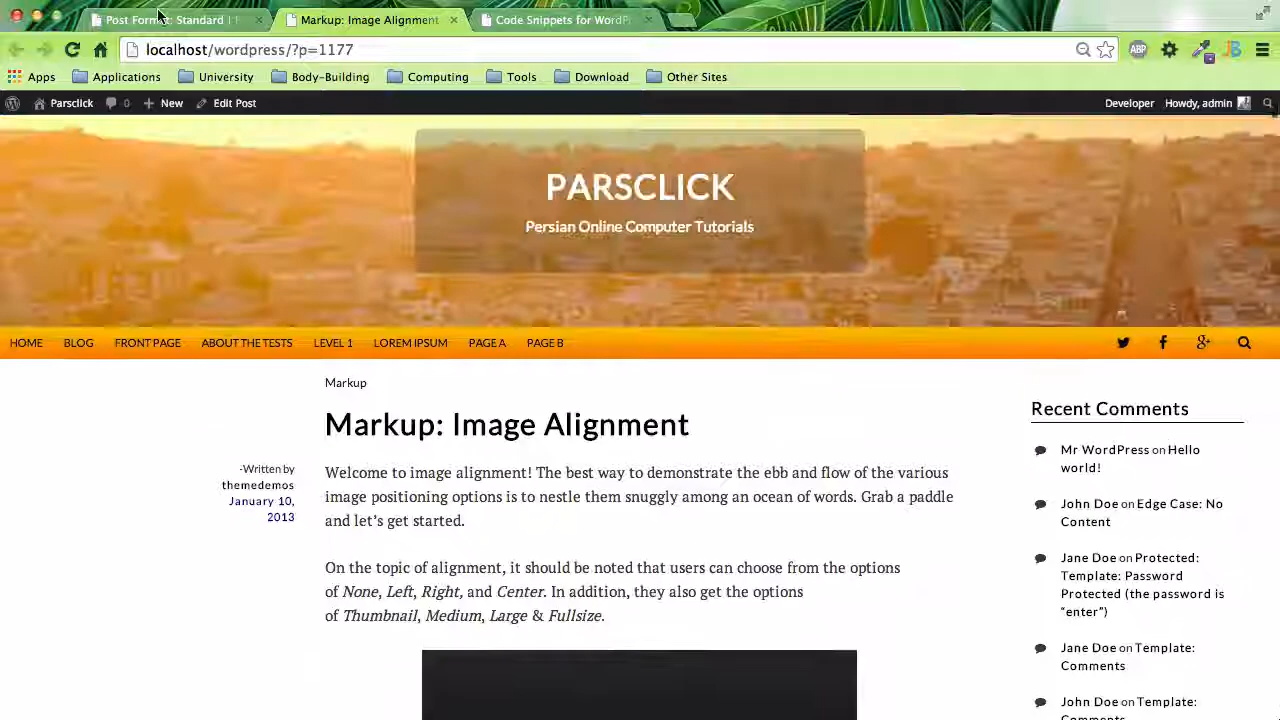 Post Format: Standard |
Markup: Image Alignment
Code Snippets for WordPr
localhost/wordpress/?p=1177
ABP
Apps
Applications
University
Body-Building
Computing
Tools
Download
Other Sites
Parsclick
0
New
Edit Post
Developer
Howdy, admin
PARSCLICK
Persian Online Computer Tutorials
HOME
BLOG
FRONT PAGE
ABOUT THE TESTS
LEVEL 1
LOREM IPSUM
PAGE A
PAGE B
Markup
Markup: Image Alignment
-Written by
themedemos
January 10,
2013
Welcome to image alignment! The best way to demonstrate the ebb and flow of the various
image positioning options is to nestle them snuggly among an ocean of words. Grab a paddle
and let's get started.
On the topic of alignment, it should be noted that users can choose from the options
of None, Left, Right, and Center. In addition, they also get the options
of Thumbnail, Medium, Large & Fullsize.
Recent Comments
Mr WordPress on Hello
world!
John Doe on Edge Case: No
Content
Jane Doe on Protected:
Template: Password
Protected (the password is
“enter”)
Jane Doe on Template:
Comments
John Doe on Template:
Comments